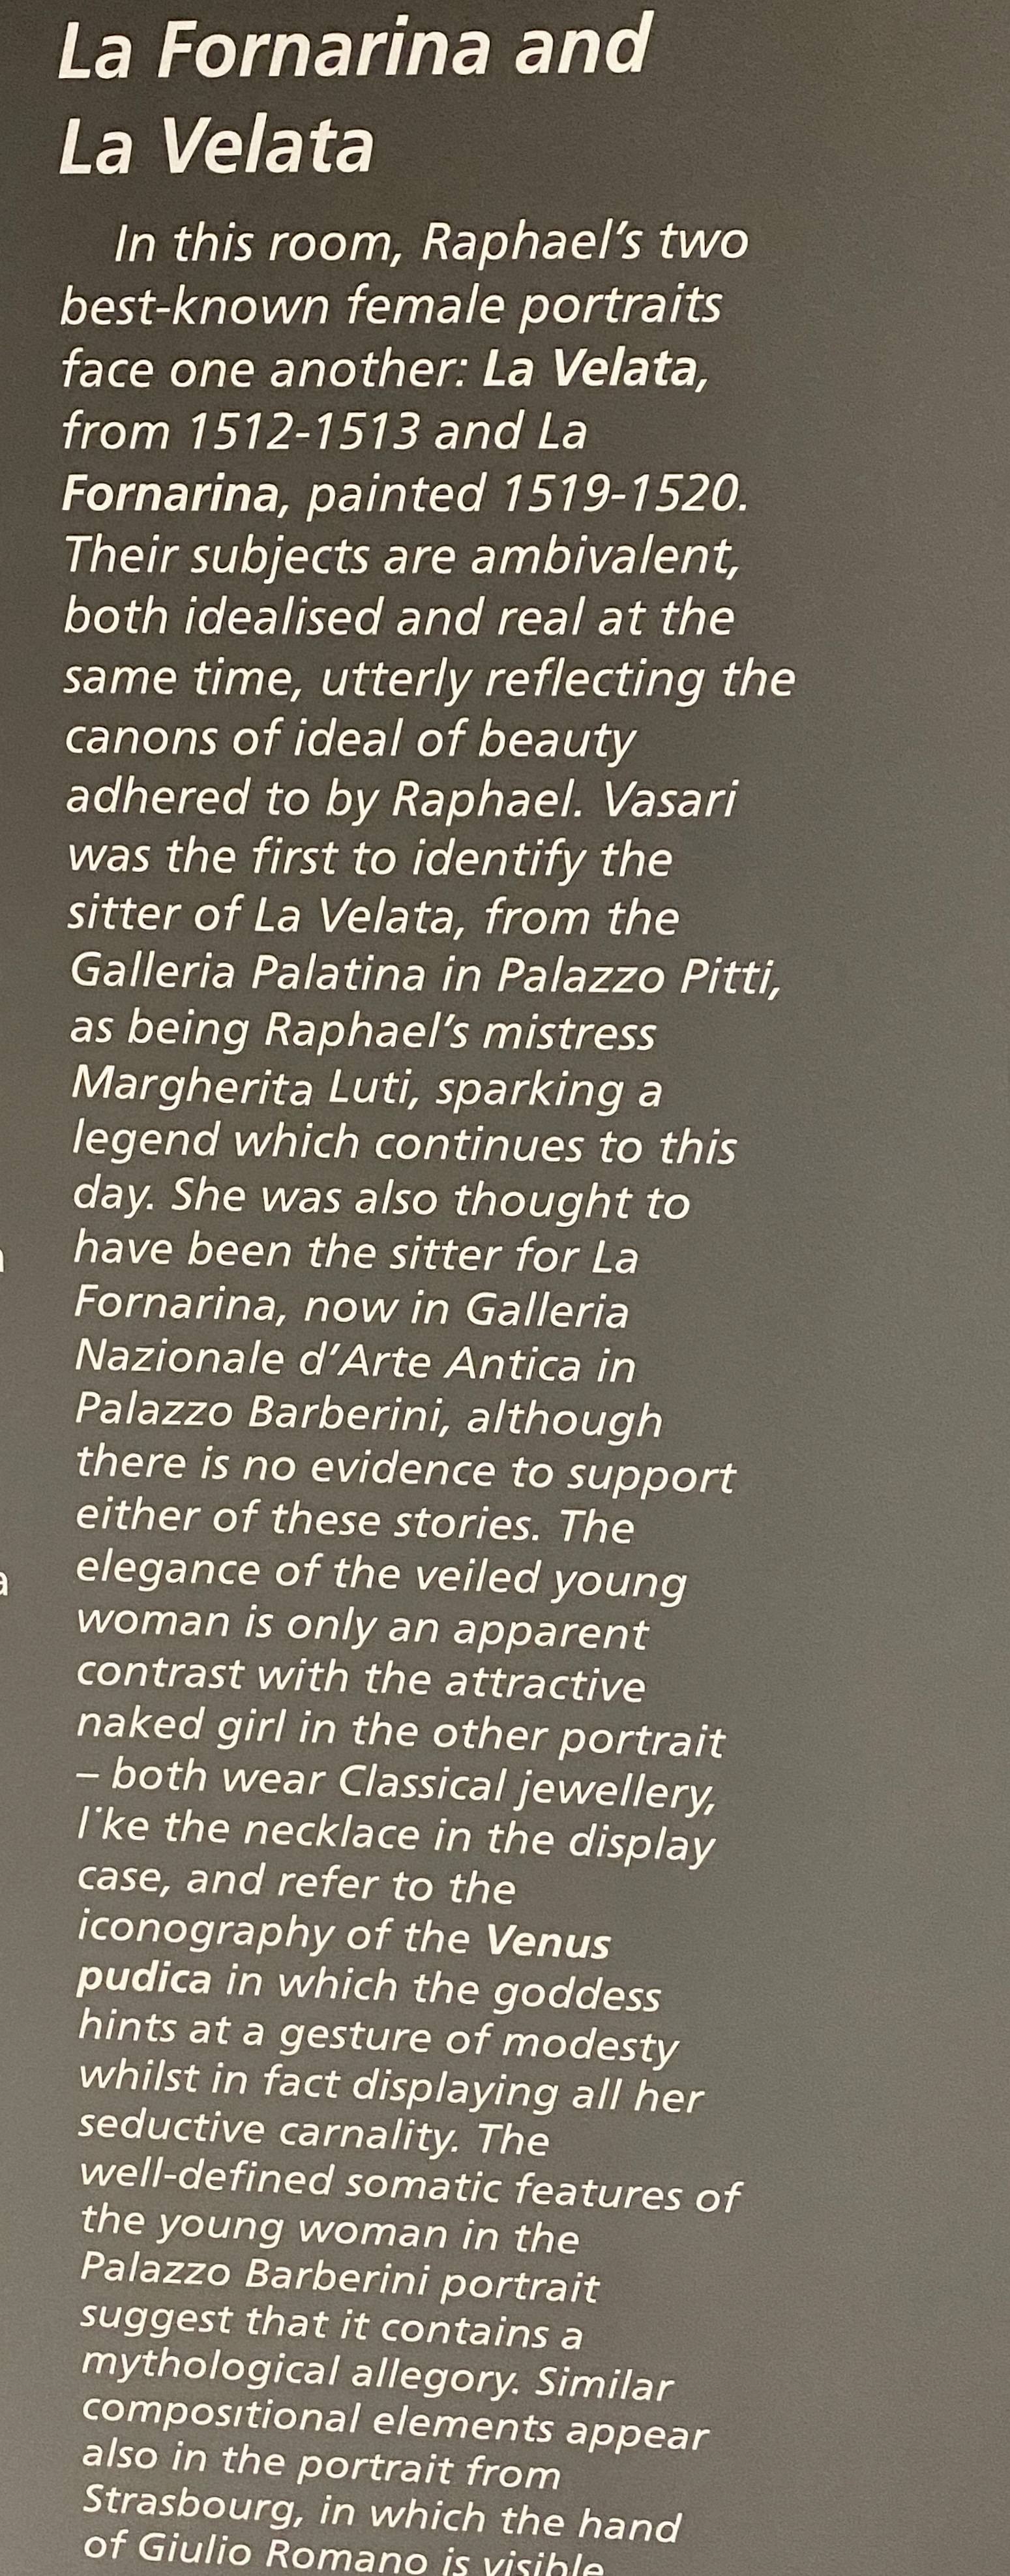 La Fornarina and
La Velata
In this room, Raphael's two
best-known female portraits
face one another: La Velata,
from 1512-1513 and La
Fornarina, painted 1519-1520.
Their subjects are ambivalent,
both idealised and real at the
same time, utterly reflecting the
canons of ideal of beauty
adhered to by Raphael. Vasari
was the first to identify the
sitter of La Velata, from the
Galleria Palatina in Palazzo Pitti,
as being Raphael's mistress
Margherita Luti, sparking a
legend which continues to this
day. She was also thought to
have been the sitter for La
Fornarina, now in Galleria
Nazionale d'Arte Antica in
Palazzo Barberini, although
there is no evidence to support
either of these stories. The
elegance of the veiled young
woman is only an apparent
contrast with the attractive
naked girl in the other portrait
– both wear Classical jewellery,
like the necklace in the display
case, and refer to the
iconography of the Venus
pudica in which the goddess
hints at a gesture of modesty
whilst in fact displaying all her
seductive carnality. The
well-defined somatic features of
the young woman in the
Palazzo Barberini portrait
suggest that it contains a
mythological allegory. Similar
compositional elements appear
also in the portrait from
Strasbourg, in which the hand
of Giulio Romano is visible